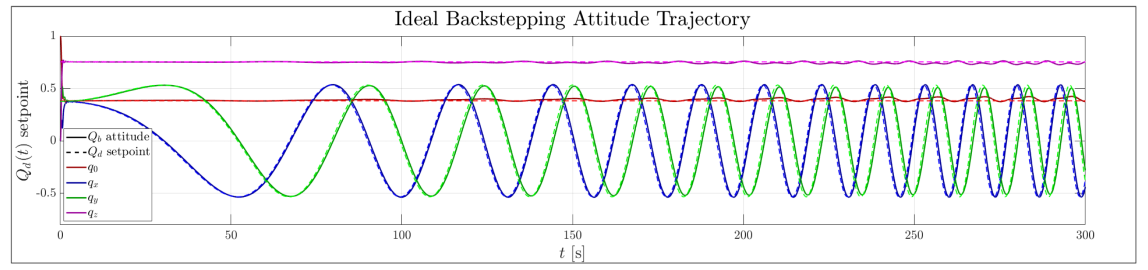 Ideal Backstepping Attitude Trajectory
1
0.5
0
-0.5
Q_d(t) setpoint
Q_b attitude
Q_d setpoint
q_0
q_x
q_y
q_z
0 50 100 150 200 250 300
t [s]